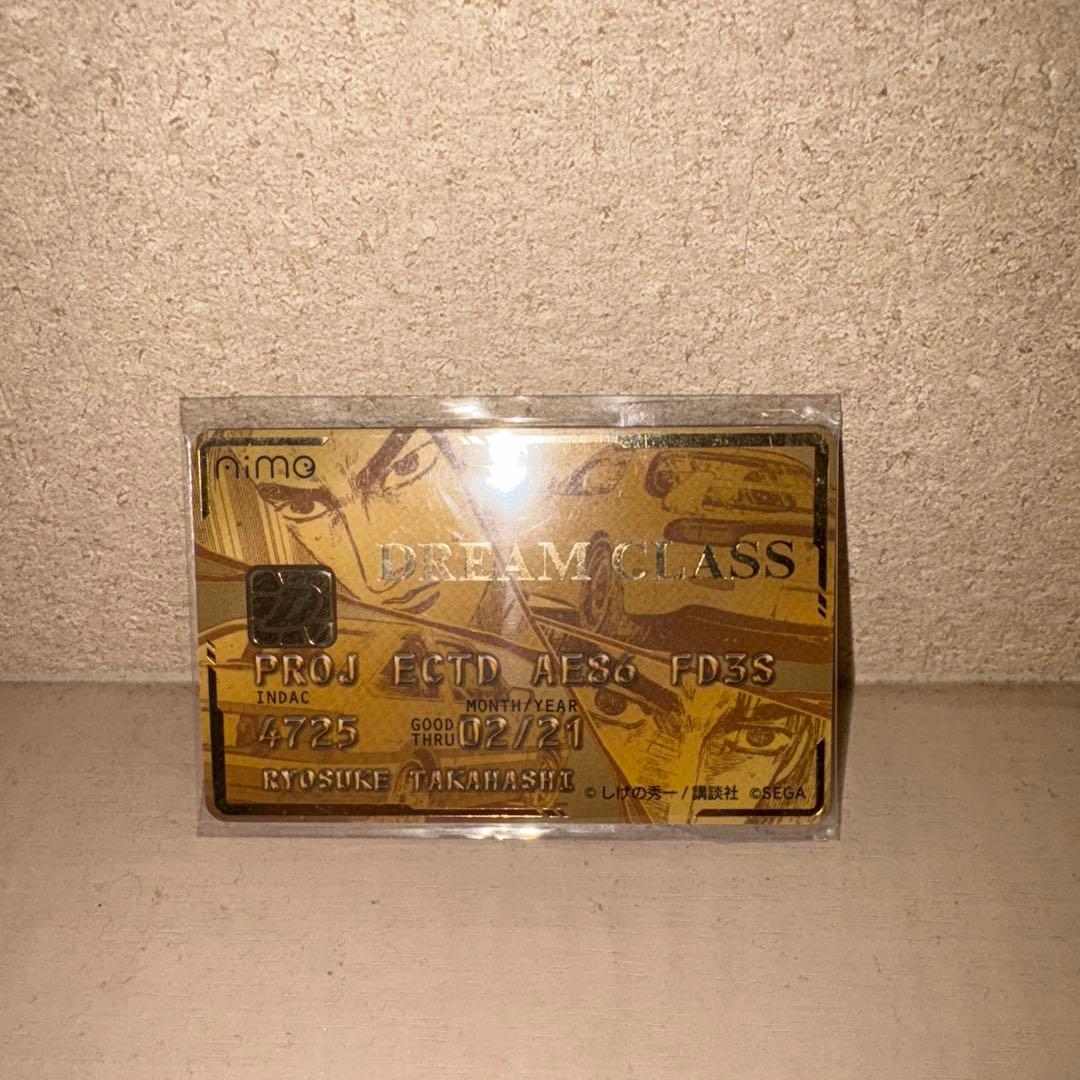 aime
DREAM CLASS
PROJ ECTD AE86 FD3S
INDAC
MONTH/YEAR
4725 GOOD THRU 02/21
RYOSUKE TAKAHASHI
© しげの秀一 / 講談社 ©SEGA